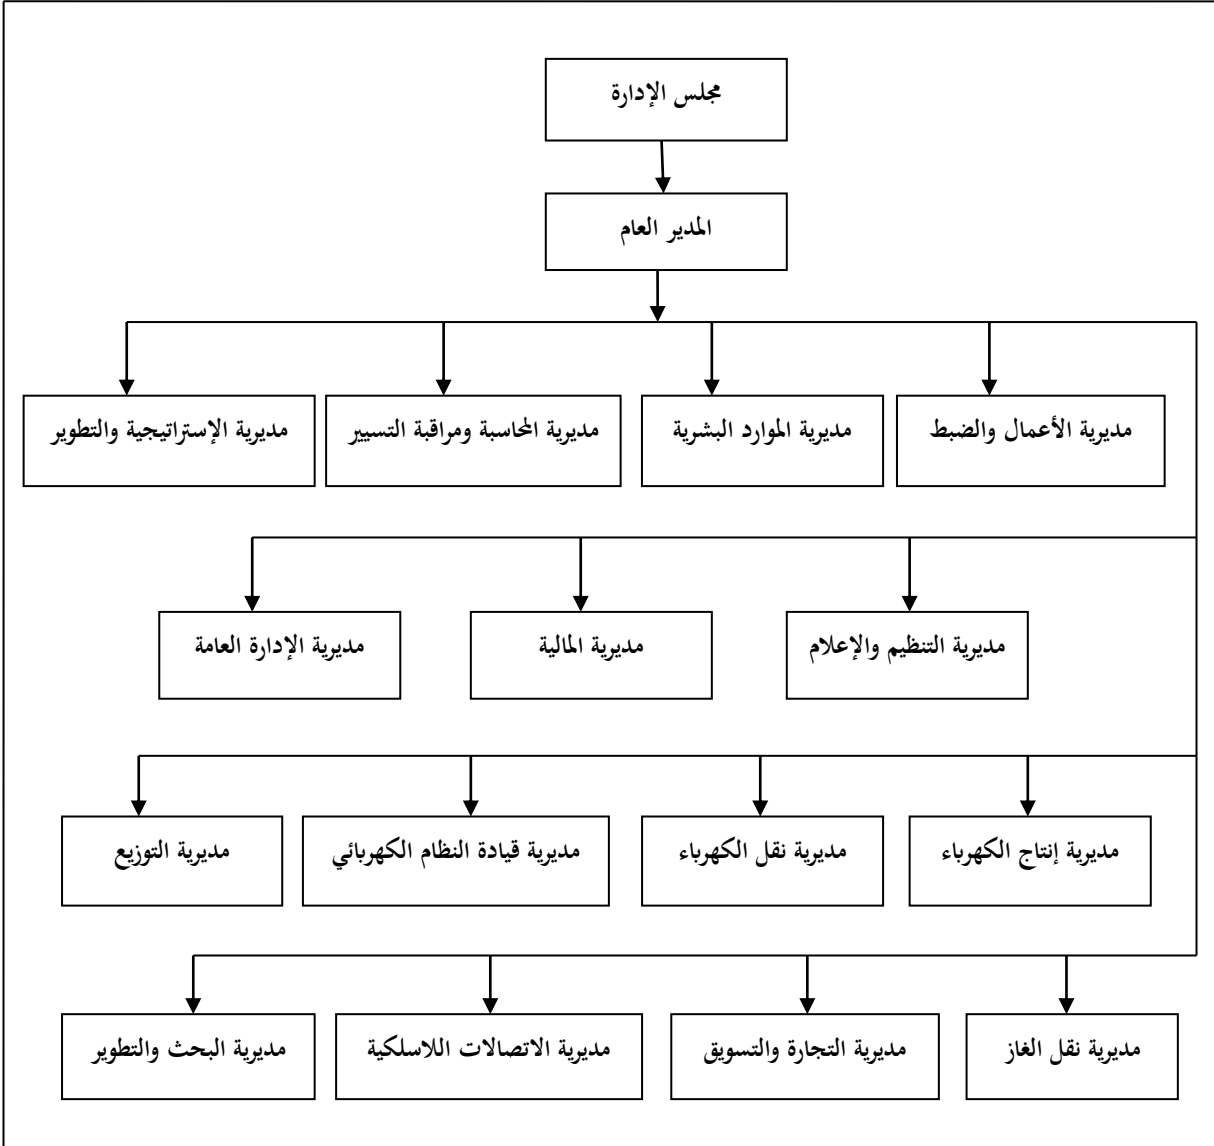 مجلس الإدارة
المدير العام
مديرية الأعمال والضبط
مديرية الموارد البشرية
مديرية المحاسبة ومراقبة التسيير
مديرية الإستراتيجية والتطوير
مديرية التنظيم والإعلام
مديرية المالية
مديرية الإدارة العامة
مديرية إنتاج الكهرباء
مديرية نقل الكهرباء
مديرية قيادة النظام الكهربائي
مديرية التوزيع
مديرية نقل الغاز
مديرية التجارة والتسويق
مديرية الاتصالات اللاسلكية
مديرية البحث والتطوير